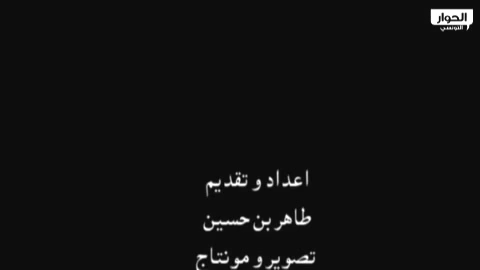 الحوار
التونسي
اعداد و تقديم
طاهر بن حسين
تصوير و مونتاج